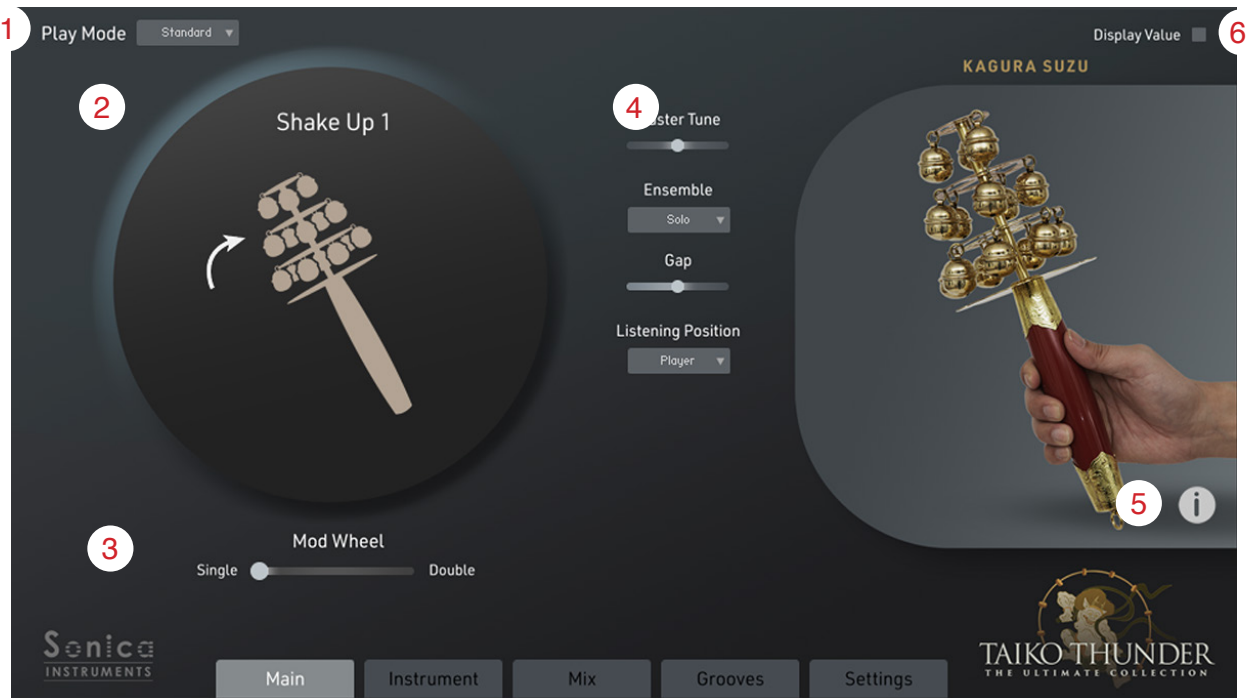 1
Play Mode
Standard
Display Value
6
KAGURA SUZU
2
Shake Up 1
4
ster Tune
Ensemble
Solo
Gap
Listening Position
Player
5
i
3
Mod Wheel
Single
Double
Sonica
INSTRUMENTS
TAIKO THUNDER
THE ULTIMATE COLLECTION
Main
Instrument
Mix
Grooves
Settings